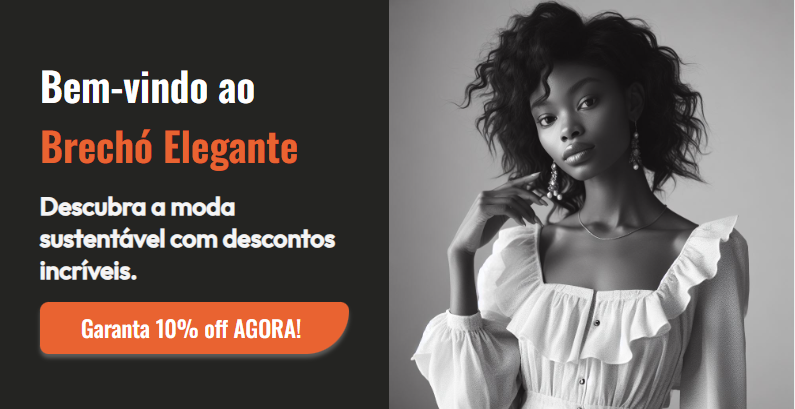 Bem-vindo ao
Brechó Elegante
Descubra a moda
sustentável com descontos
incríveis.
Garanta 10% off AGORA!